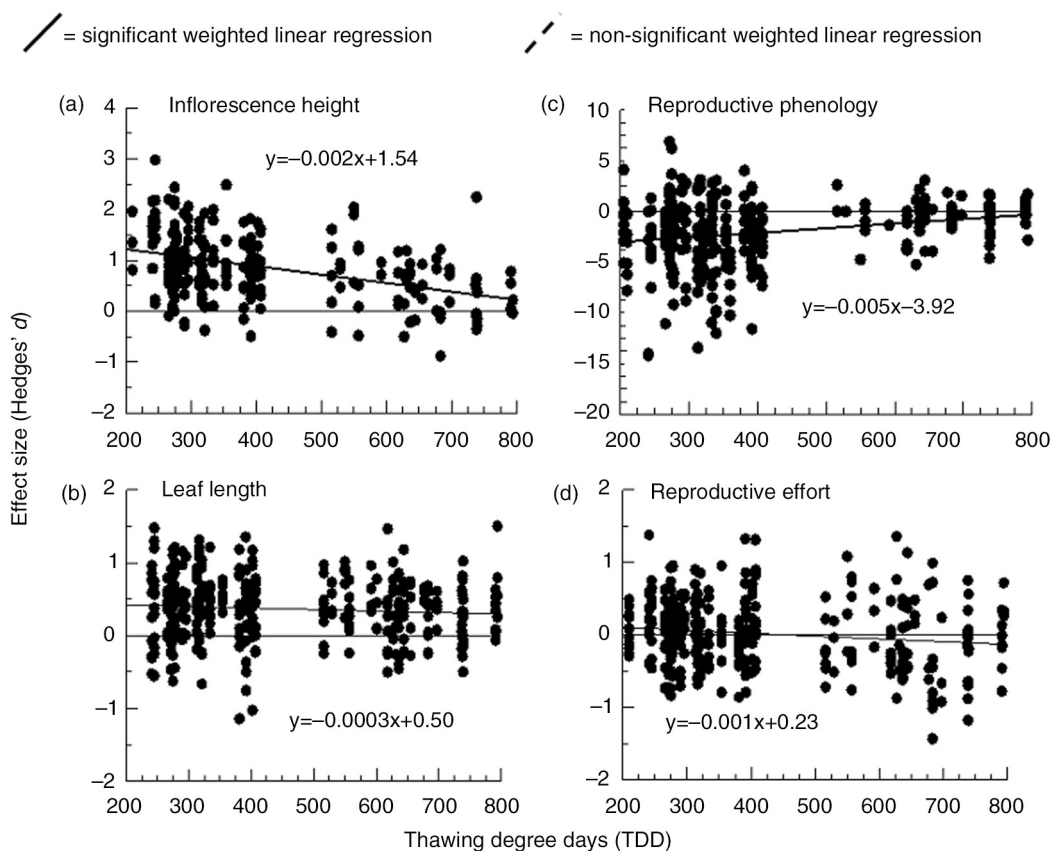 = significant weighted linear regression
= non-significant weighted linear regression
(a) Inflorescence height
4
3
2
1
0
−1
−2
y=−0.002x+1.54
200 300 400 500 600 700 800
(c) Reproductive phenology
10
5
0
−5
−10
−15
−20
y=−0.005x−3.92
200 300 400 500 600 700 800
Effect size (Hedges' d)
(b) Leaf length
2
1
0
−1
−2
y=−0.0003x+0.50
200 300 400 500 600 700 800
(d) Reproductive effort
2
1
0
−1
−2
y=−0.001x+0.23
200 300 400 500 600 700 800
Thawing degree days (TDD)